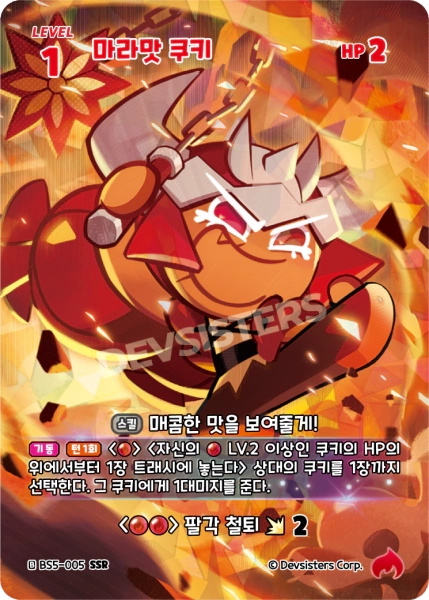 LEVEL
1
마라맛 쿠키
HP 2
DEVSISTERS
스킬 매콤한 맛을 보여줄게!
기동 턴 1회 < > <자신의 LV.2 이상인 쿠키의 HP의
위에서부터 1장 트래시에 놓는다> 상대의 쿠키를 1장까지
선택한다. 그 쿠키에게 1대미지를 준다.
< > 팔각 철퇴 2
B BS5-005 SSR
© Devsisters Corp.